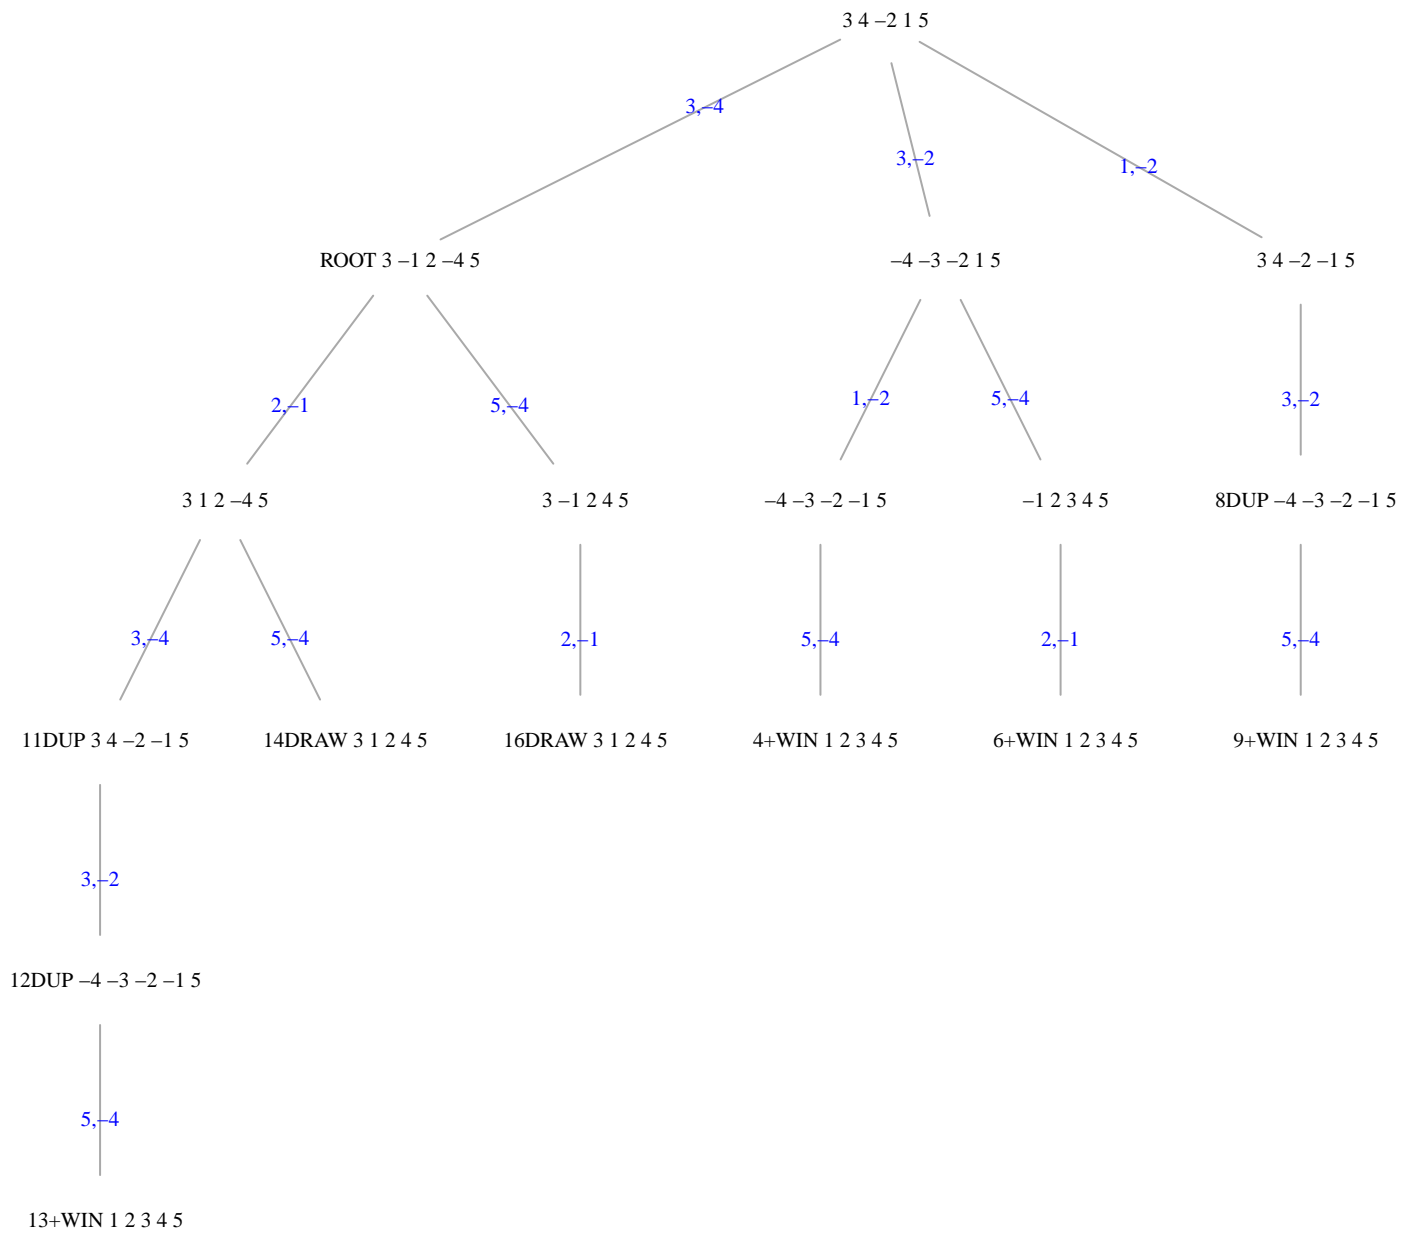 3 4 –2 1 5
3,–4
3,–2
1,–2
ROOT 3 –1 2 –4 5
–4 –3 –2 1 5
3 4 –2 –1 5
2,–1
5,–4
1,–2
5,–4
3,–2
3 1 2 –4 5
3 –1 2 4 5
–4 –3 –2 –1 5
–1 2 3 4 5
8DUP –4 –3 –2 –1 5
3,–4
5,–4
2,–1
5,–4
2,–1
5,–4
11DUP 3 4 –2 –1 5
14DRAW 3 1 2 4 5
16DRAW 3 1 2 4 5
4+WIN 1 2 3 4 5
6+WIN 1 2 3 4 5
9+WIN 1 2 3 4 5
3,–2
12DUP –4 –3 –2 –1 5
5,–4
13+WIN 1 2 3 4 5